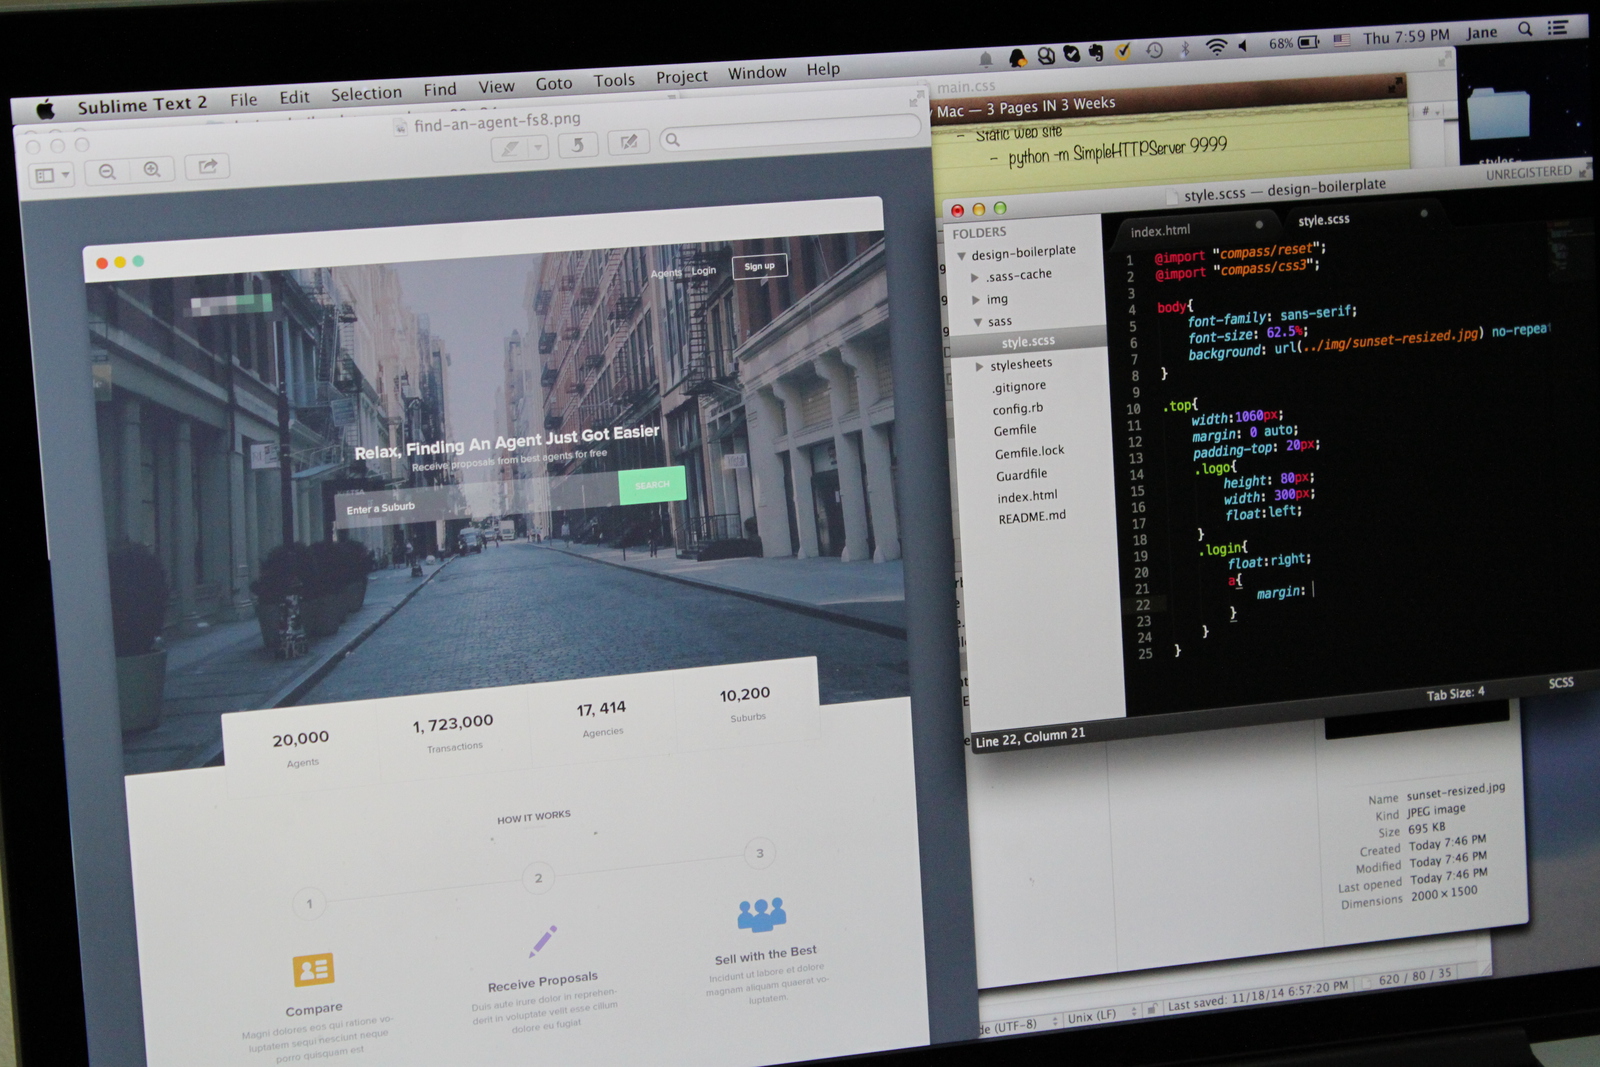 Sublime Text 2 File Edit Selection Find View Goto Tools Project Window Help
68% Thu 7:59 PM Jane
find-an-agent-fs8.png
Agents Login Sign up
Relax, Finding An Agent Just Got Easier
Receive proposals from best agents for free
Enter a Suburb
SEARCH
20,000
Agents
1, 723,000
Transactions
17, 414
Agencies
10,200
Suburbs
HOW IT WORKS
1
2
3
Compare
Magni dolores eos qui ratione vo-
luptatem sequi nesciunt neque
porro quisquam est
Receive Proposals
Duis aute irure dolor in reprehen-
derit in voluptate velit esse cillum
dolore eu fugiat
Sell with the Best
Incidunt ut labore et dolore
magnam aliquam quaerat vo-
luptatem.
main.css
Mac — 3 Pages IN 3 Weeks
#
- Static web site
- python -m SimpleHTTPServer 9999
style.scss — design-boilerplate
UNREGISTERED
FOLDERS
design-boilerplate
.sass-cache
img
sass
style.scss
stylesheets
.gitignore
config.rb
Gemfile
Gemfile.lock
Guardfile
index.html
README.md
index.html
style.scss
1 @import "compass/reset";
2 @import "compass/css3";
3
4 body{
5 font-family: sans-serif;
6 font-size: 62.5%;
7 background: url(../img/sunset-resized.jpg) no-repeat
8 }
9
10 .top{
11 width:1060px;
12 margin: 0 auto;
13 padding-top: 20px;
14 .logo{
15 height: 80px;
16 width: 300px;
17 float:left;
18 }
19 .login{
20 float:right;
21 a{
22 margin:
23 }
24 }
25 }
Line 22, Column 21
Tab Size: 4
SCSS
Name sunset-resized.jpg
Kind JPEG image
Size 695 KB
Created Today 7:46 PM
Modified Today 7:46 PM
Last opened Today 7:46 PM
Dimensions 2000 × 1500
de (UTF-8) Unix (LF) Last saved: 11/18/14 6:57:20 PM 620 / 80 / 35